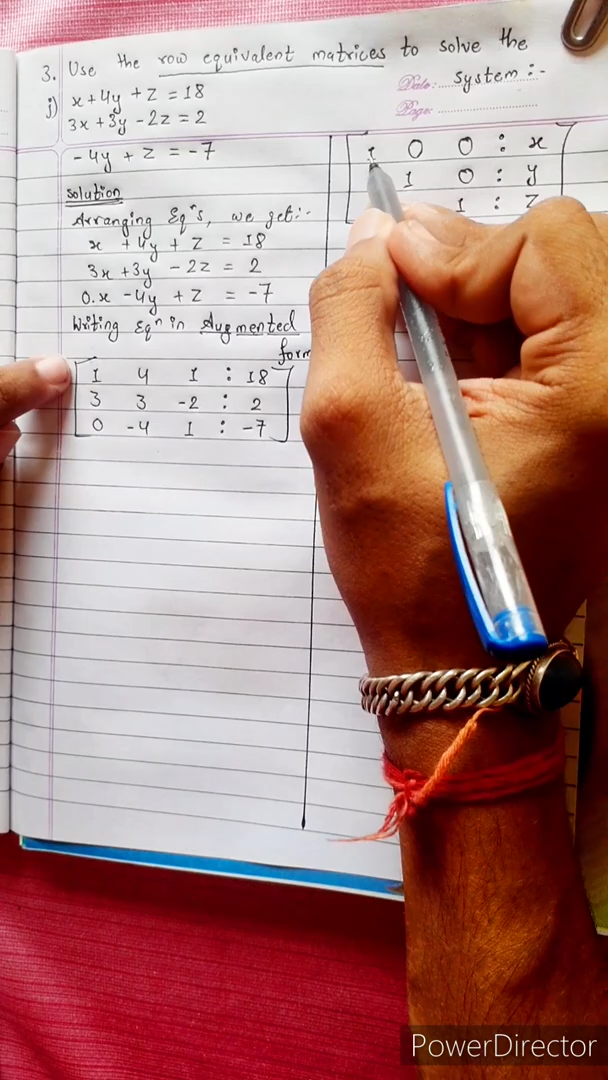 3. Use the row equivalent matrices to solve the
Date: system:-
Page:
j) x + 4y + z = 18
3x + 3y - 2z = 2
- 4y + z = -7
solution
Arranging Eqⁿs, we get:-
x + 4y + z = 18
3x + 3y - 2z = 2
0.x - 4y + z = -7
Writing Eqⁿ in Augmented
form
1 4 1 : 18
3 3 -2 : 2
0 -4 1 : -7
1 0 0 : x
1 0 : y
1 : z
PowerDirector